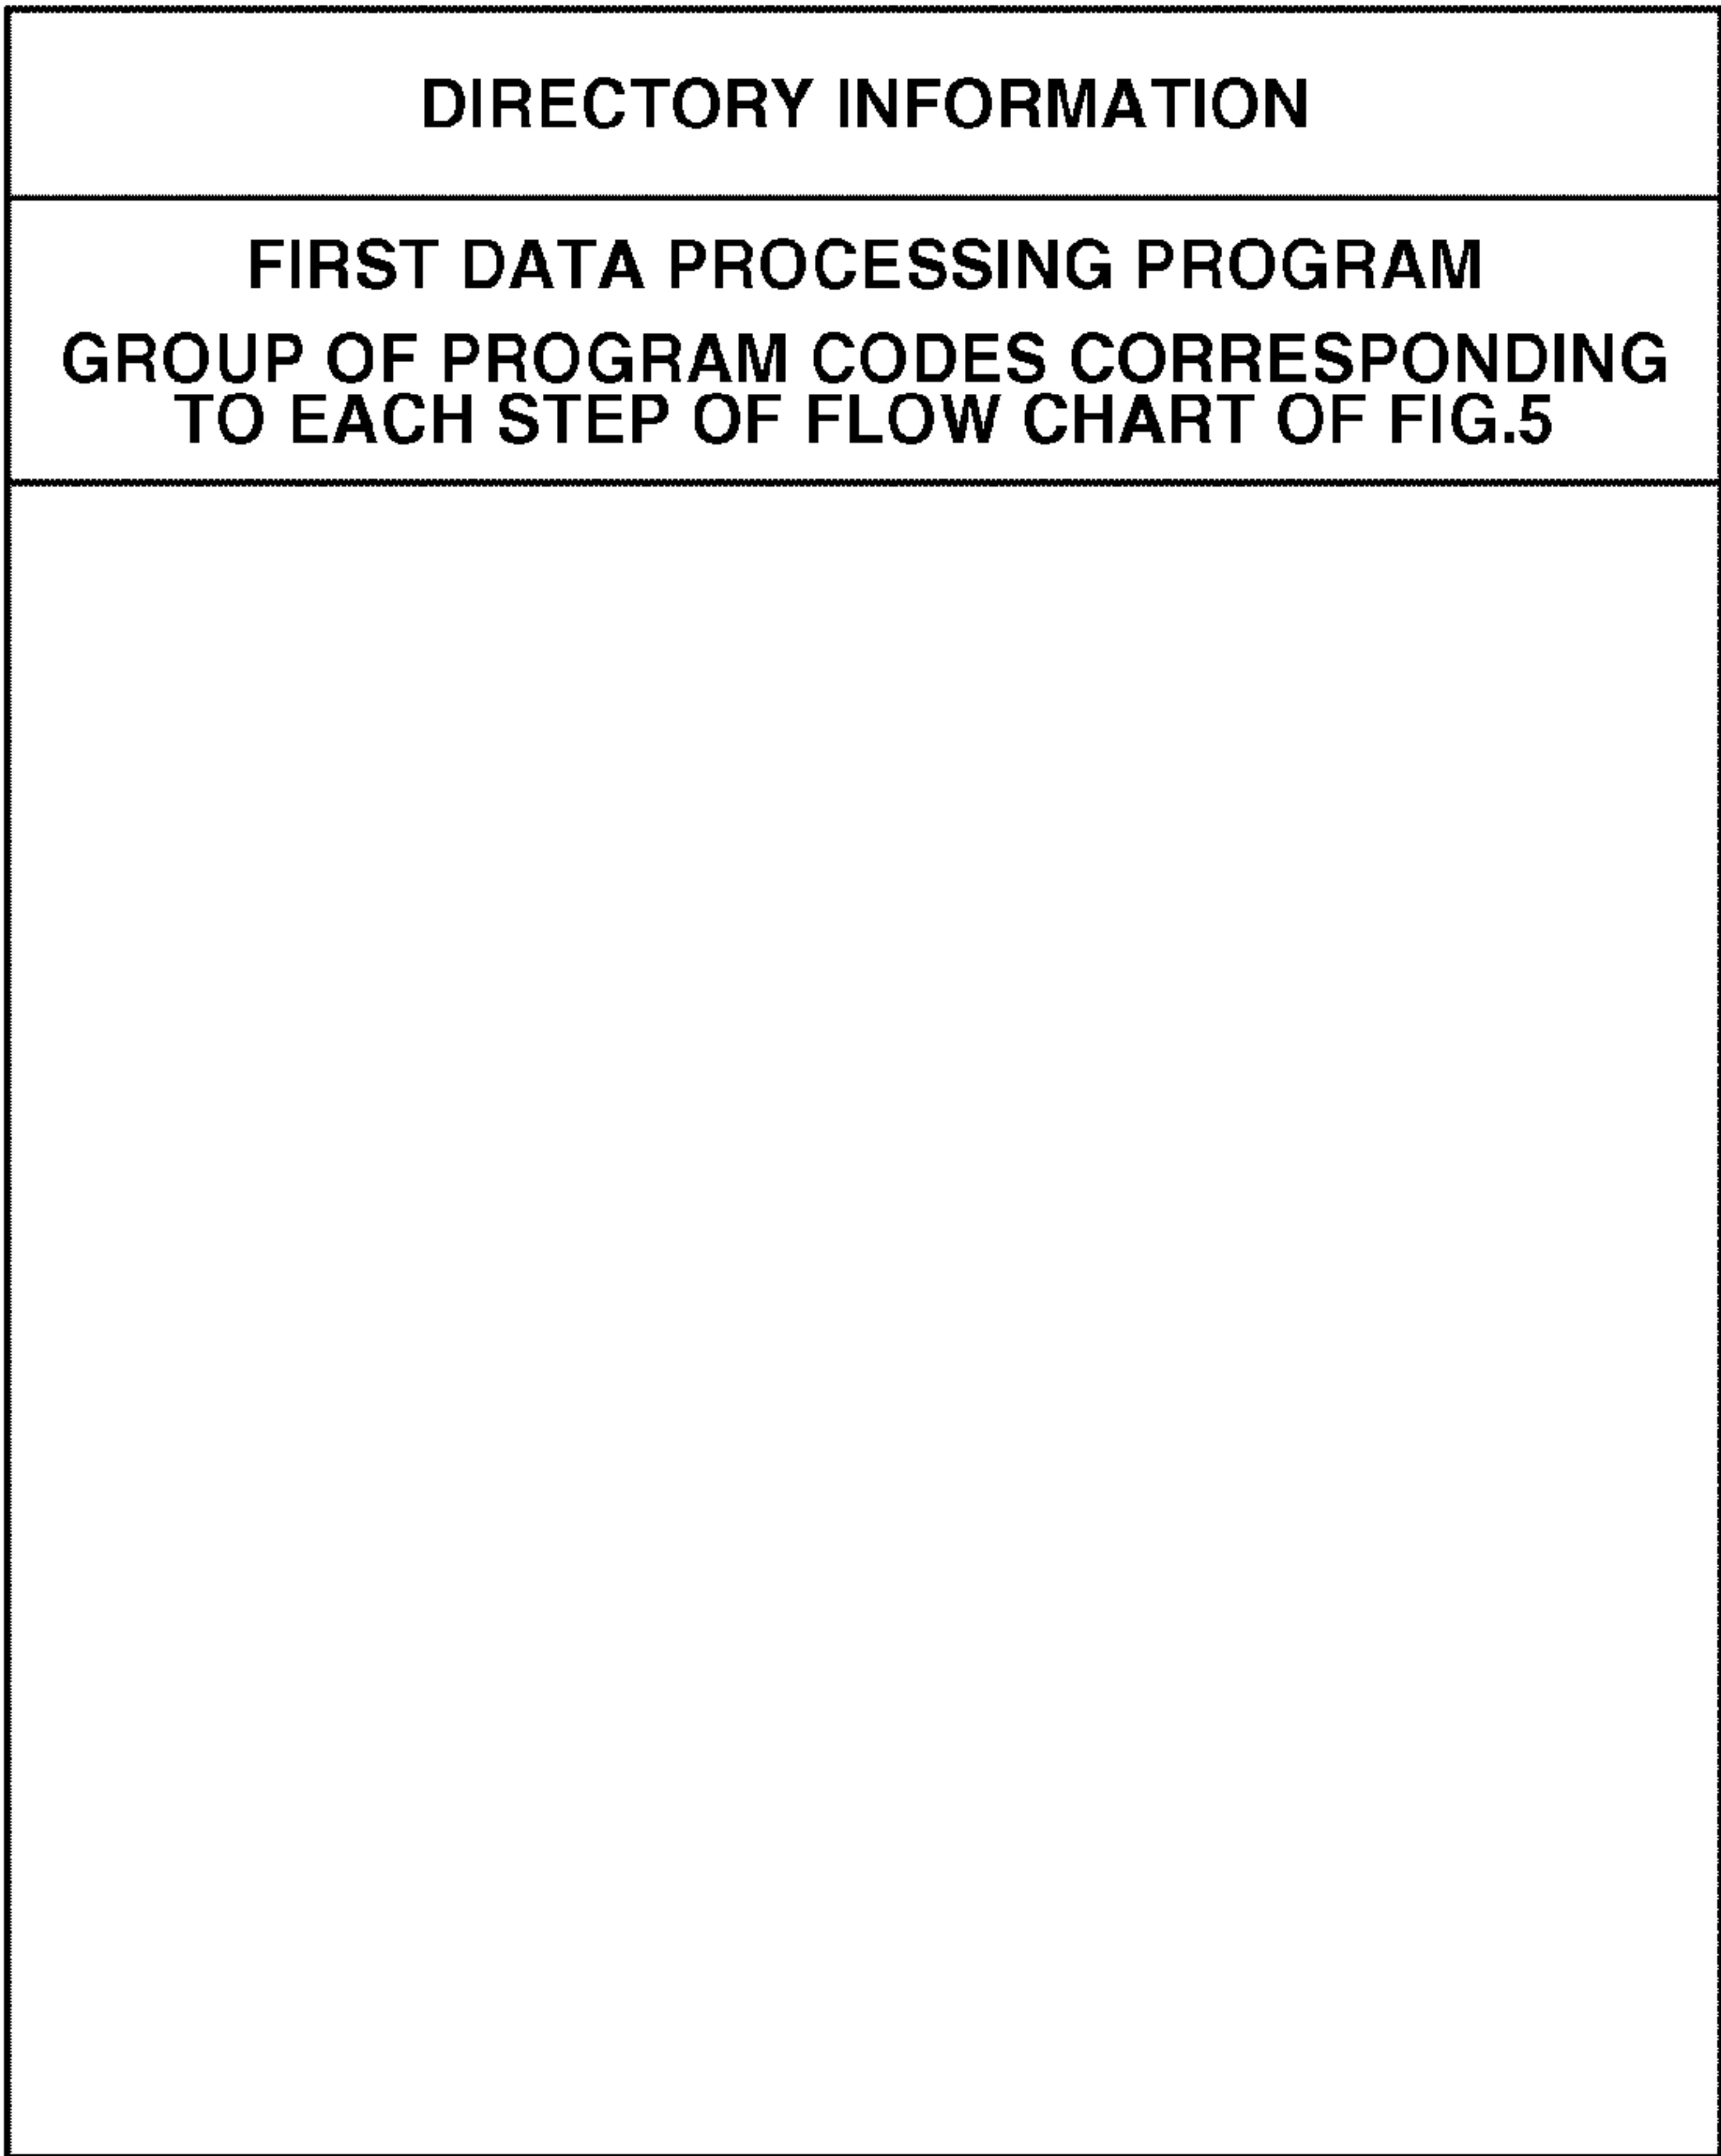 DIRECTORY INFORMATION
FIRST DATA PROCESSING PROGRAM
GROUP OF PROGRAM CODES CORRESPONDING
TO EACH STEP OF FLOW CHART OF FIG.5